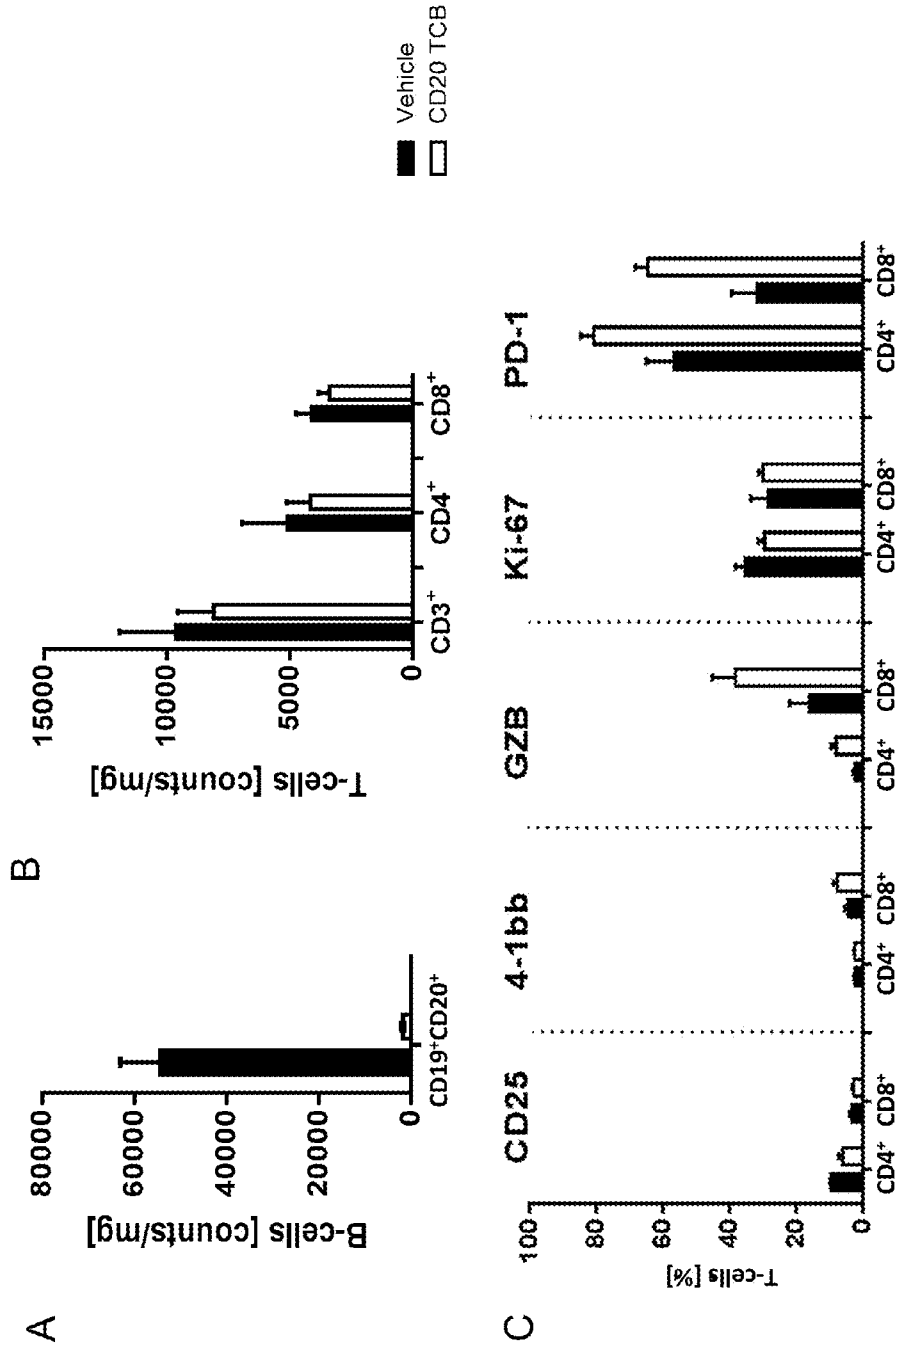 A
B-cells [counts/mg]
80000
60000
40000
20000
0
CD19⁺CD20⁺
B
T-cells [counts/mg]
15000
10000
5000
0
CD3⁺ CD4⁺ CD8⁺
Vehicle
CD20 TCB
C
T-cells [%]
100
80
60
40
20
0
CD25 4-1bb GZB Ki-67 PD-1
CD4⁺ CD8⁺ CD4⁺ CD8⁺ CD4⁺ CD8⁺ CD4⁺ CD8⁺ CD4⁺ CD8⁺